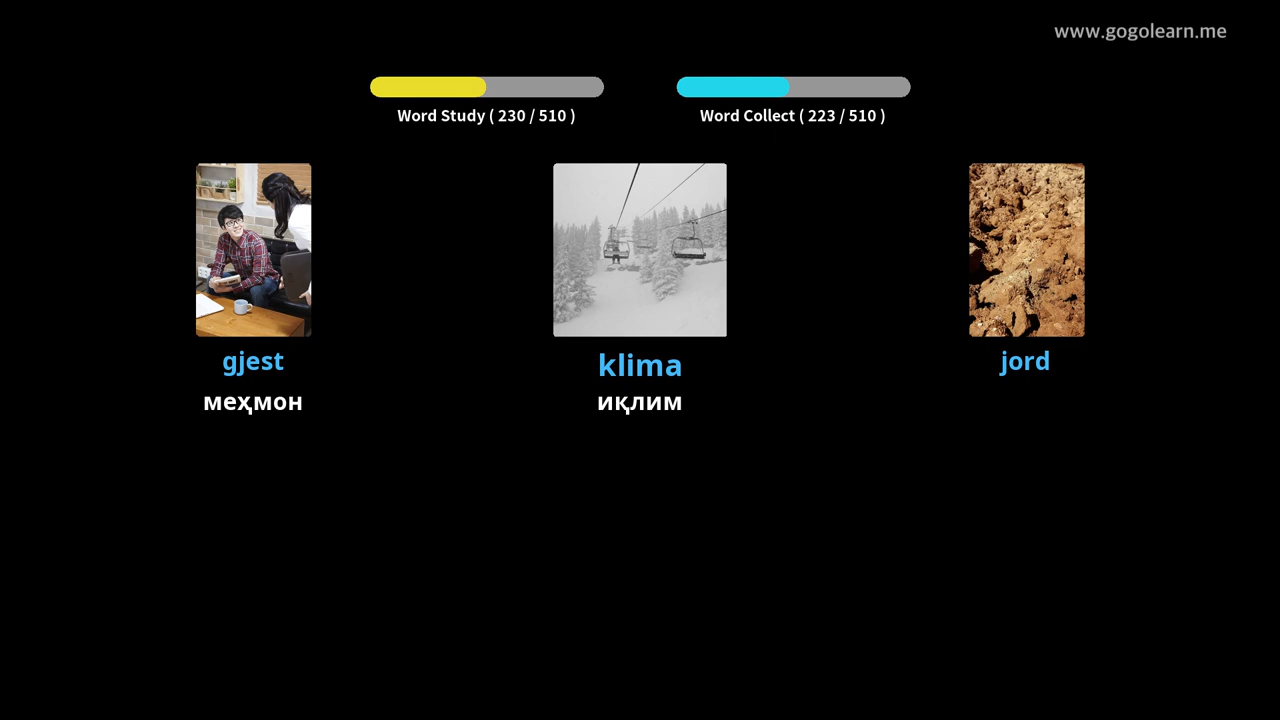 www.gogolearn.me
Word Study ( 230 / 510 )
Word Collect ( 223 / 510 )
gjest
klima
jord
меҳмон
иқлим